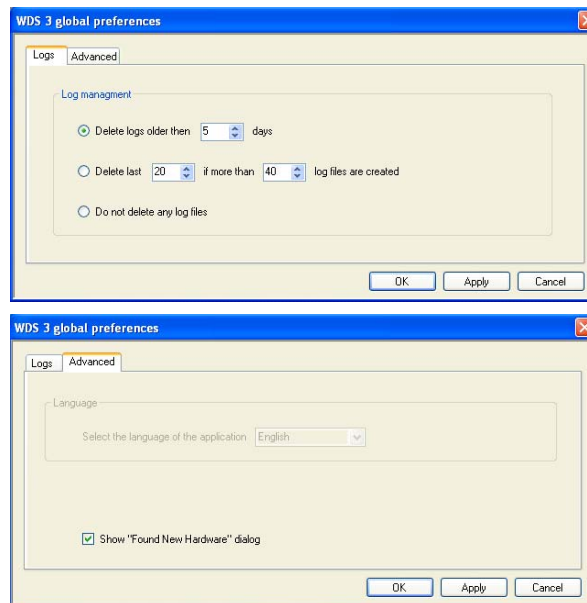 WDS 3 global preferences
Logs Advanced
Log managment
Delete logs older then 5 days
Delete last 20 if more than 40 log files are created
Do not delete any log files
OK Apply Cancel
WDS 3 global preferences
Logs Advanced
Language
Select the language of the application English
Show "Found New Hardware" dialog
OK Apply Cancel